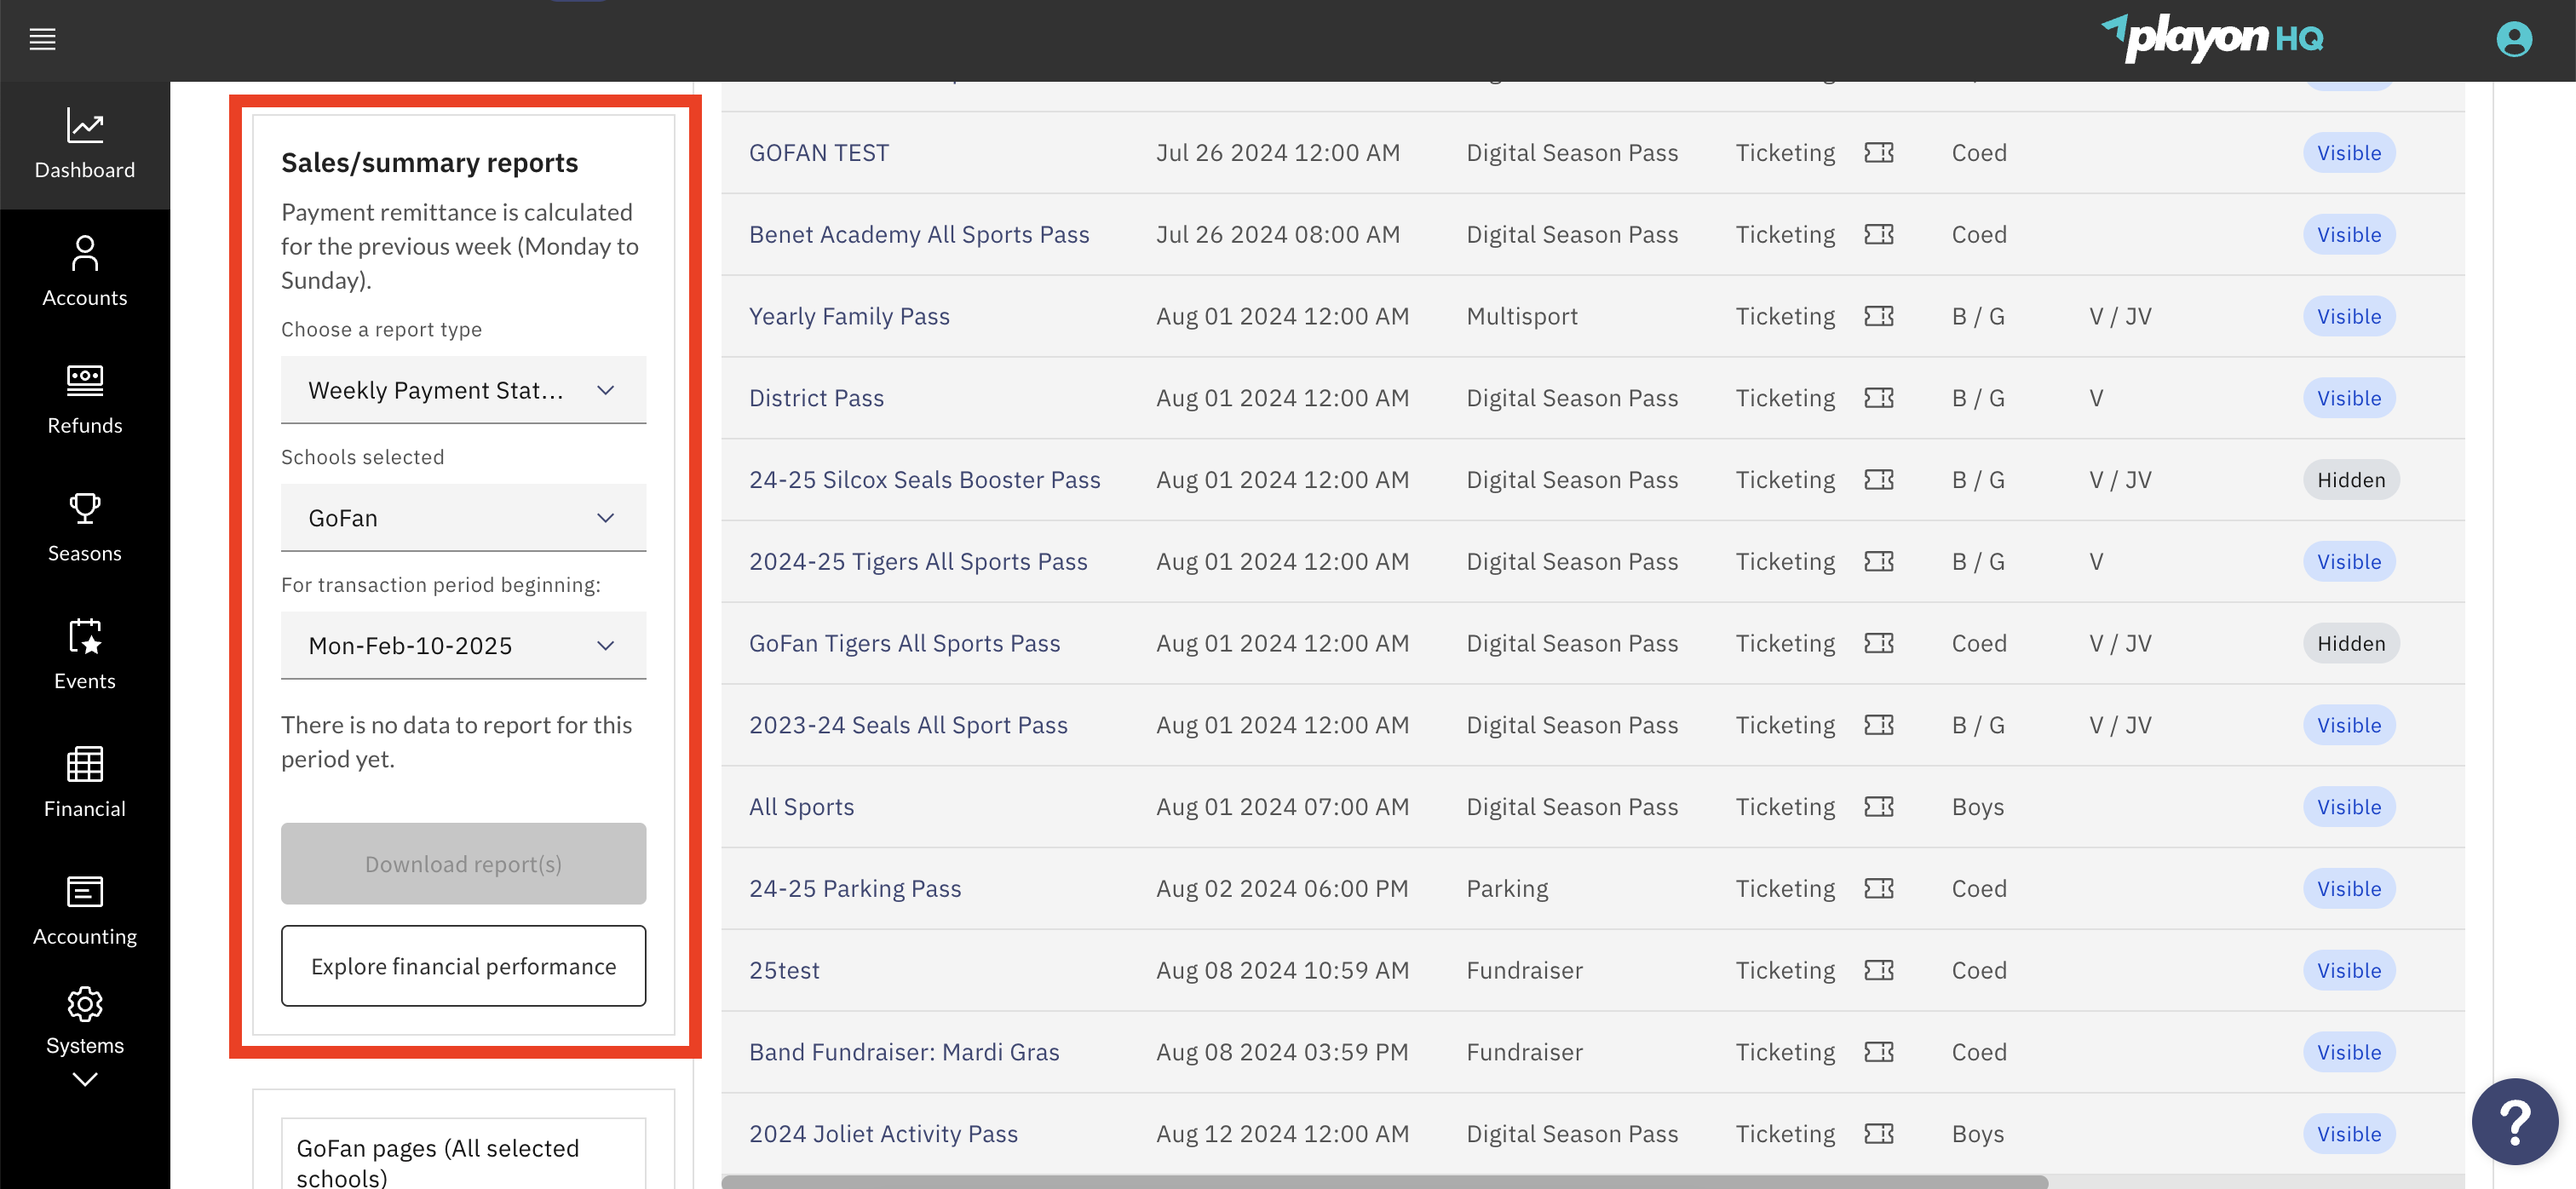 playon HQ
Dashboard
Accounts
Refunds
Seasons
Events
Financial
Accounting
Systems
Sales/summary reports
Payment remittance is calculated
for the previous week (Monday to
Sunday).
Choose a report type
Weekly Payment Stat...
Schools selected
GoFan
For transaction period beginning:
Mon-Feb-10-2025
There is no data to report for this
period yet.
Download report(s)
Explore financial performance
GoFan pages (All selected
schools)
GOFAN TEST Jul 26 2024 12:00 AM Digital Season Pass Ticketing Coed Visible
Benet Academy All Sports Pass Jul 26 2024 08:00 AM Digital Season Pass Ticketing Coed Visible
Yearly Family Pass Aug 01 2024 12:00 AM Multisport Ticketing B / G V / JV Visible
District Pass Aug 01 2024 12:00 AM Digital Season Pass Ticketing B / G V Visible
24-25 Silcox Seals Booster Pass Aug 01 2024 12:00 AM Digital Season Pass Ticketing B / G V / JV Hidden
2024-25 Tigers All Sports Pass Aug 01 2024 12:00 AM Digital Season Pass Ticketing B / G V Visible
GoFan Tigers All Sports Pass Aug 01 2024 12:00 AM Digital Season Pass Ticketing Coed V / JV Hidden
2023-24 Seals All Sport Pass Aug 01 2024 12:00 AM Digital Season Pass Ticketing B / G V / JV Visible
All Sports Aug 01 2024 07:00 AM Digital Season Pass Ticketing Boys Visible
24-25 Parking Pass Aug 02 2024 06:00 PM Parking Ticketing Coed Visible
25test Aug 08 2024 10:59 AM Fundraiser Ticketing Coed Visible
Band Fundraiser: Mardi Gras Aug 08 2024 03:59 PM Fundraiser Ticketing Coed Visible
2024 Joliet Activity Pass Aug 12 2024 12:00 AM Digital Season Pass Ticketing Boys Visible
?